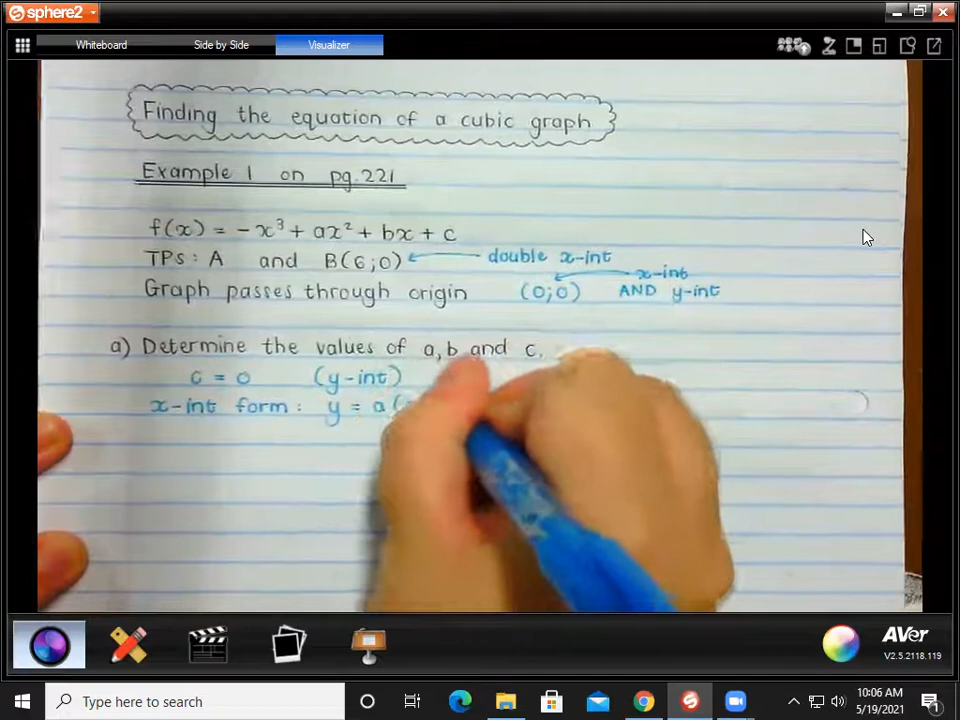 sphere2
Whiteboard Side by Side Visualizer
Finding the equation of a cubic graph
Example 1 on pg.221
f(x) = -x³ + ax² + bx + c
TPs: A and B(6;0) double x-int
x-int
Graph passes through origin (0;0) AND y-int
a) Determine the values of a, b and c.
c = 0 (y-int)
x-int form: y = a(
AVer
V2.5.2118.119
Type here to search
10:06 AM
5/19/2021
1